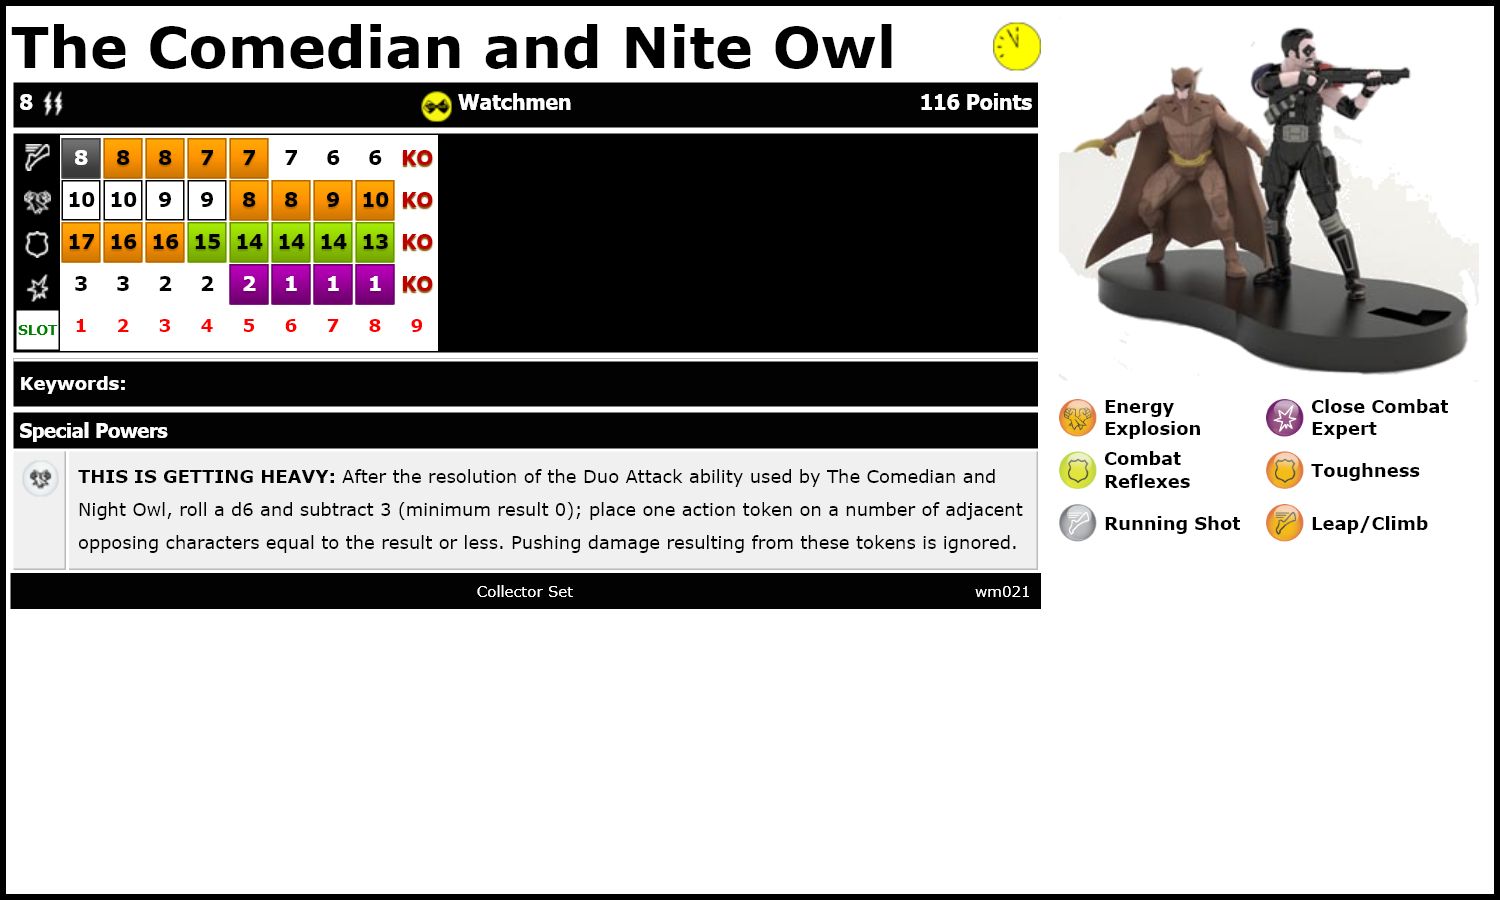 The Comedian and Nite Owl
8 Watchmen 116 Points
8 8 8 7 7 7 6 6 KO
10 10 9 9 8 8 9 10 KO
17 16 16 15 14 14 14 13 KO
3 3 2 2 2 1 1 1 KO
SLOT 1 2 3 4 5 6 7 8 9
Keywords:
Special Powers
THIS IS GETTING HEAVY: After the resolution of the Duo Attack ability used by The Comedian and
Night Owl, roll a d6 and subtract 3 (minimum result 0); place one action token on a number of adjacent
opposing characters equal to the result or less. Pushing damage resulting from these tokens is ignored.
Collector Set wm021
Energy
Explosion
Close Combat
Expert
Combat
Reflexes
Toughness
Running Shot
Leap/Climb